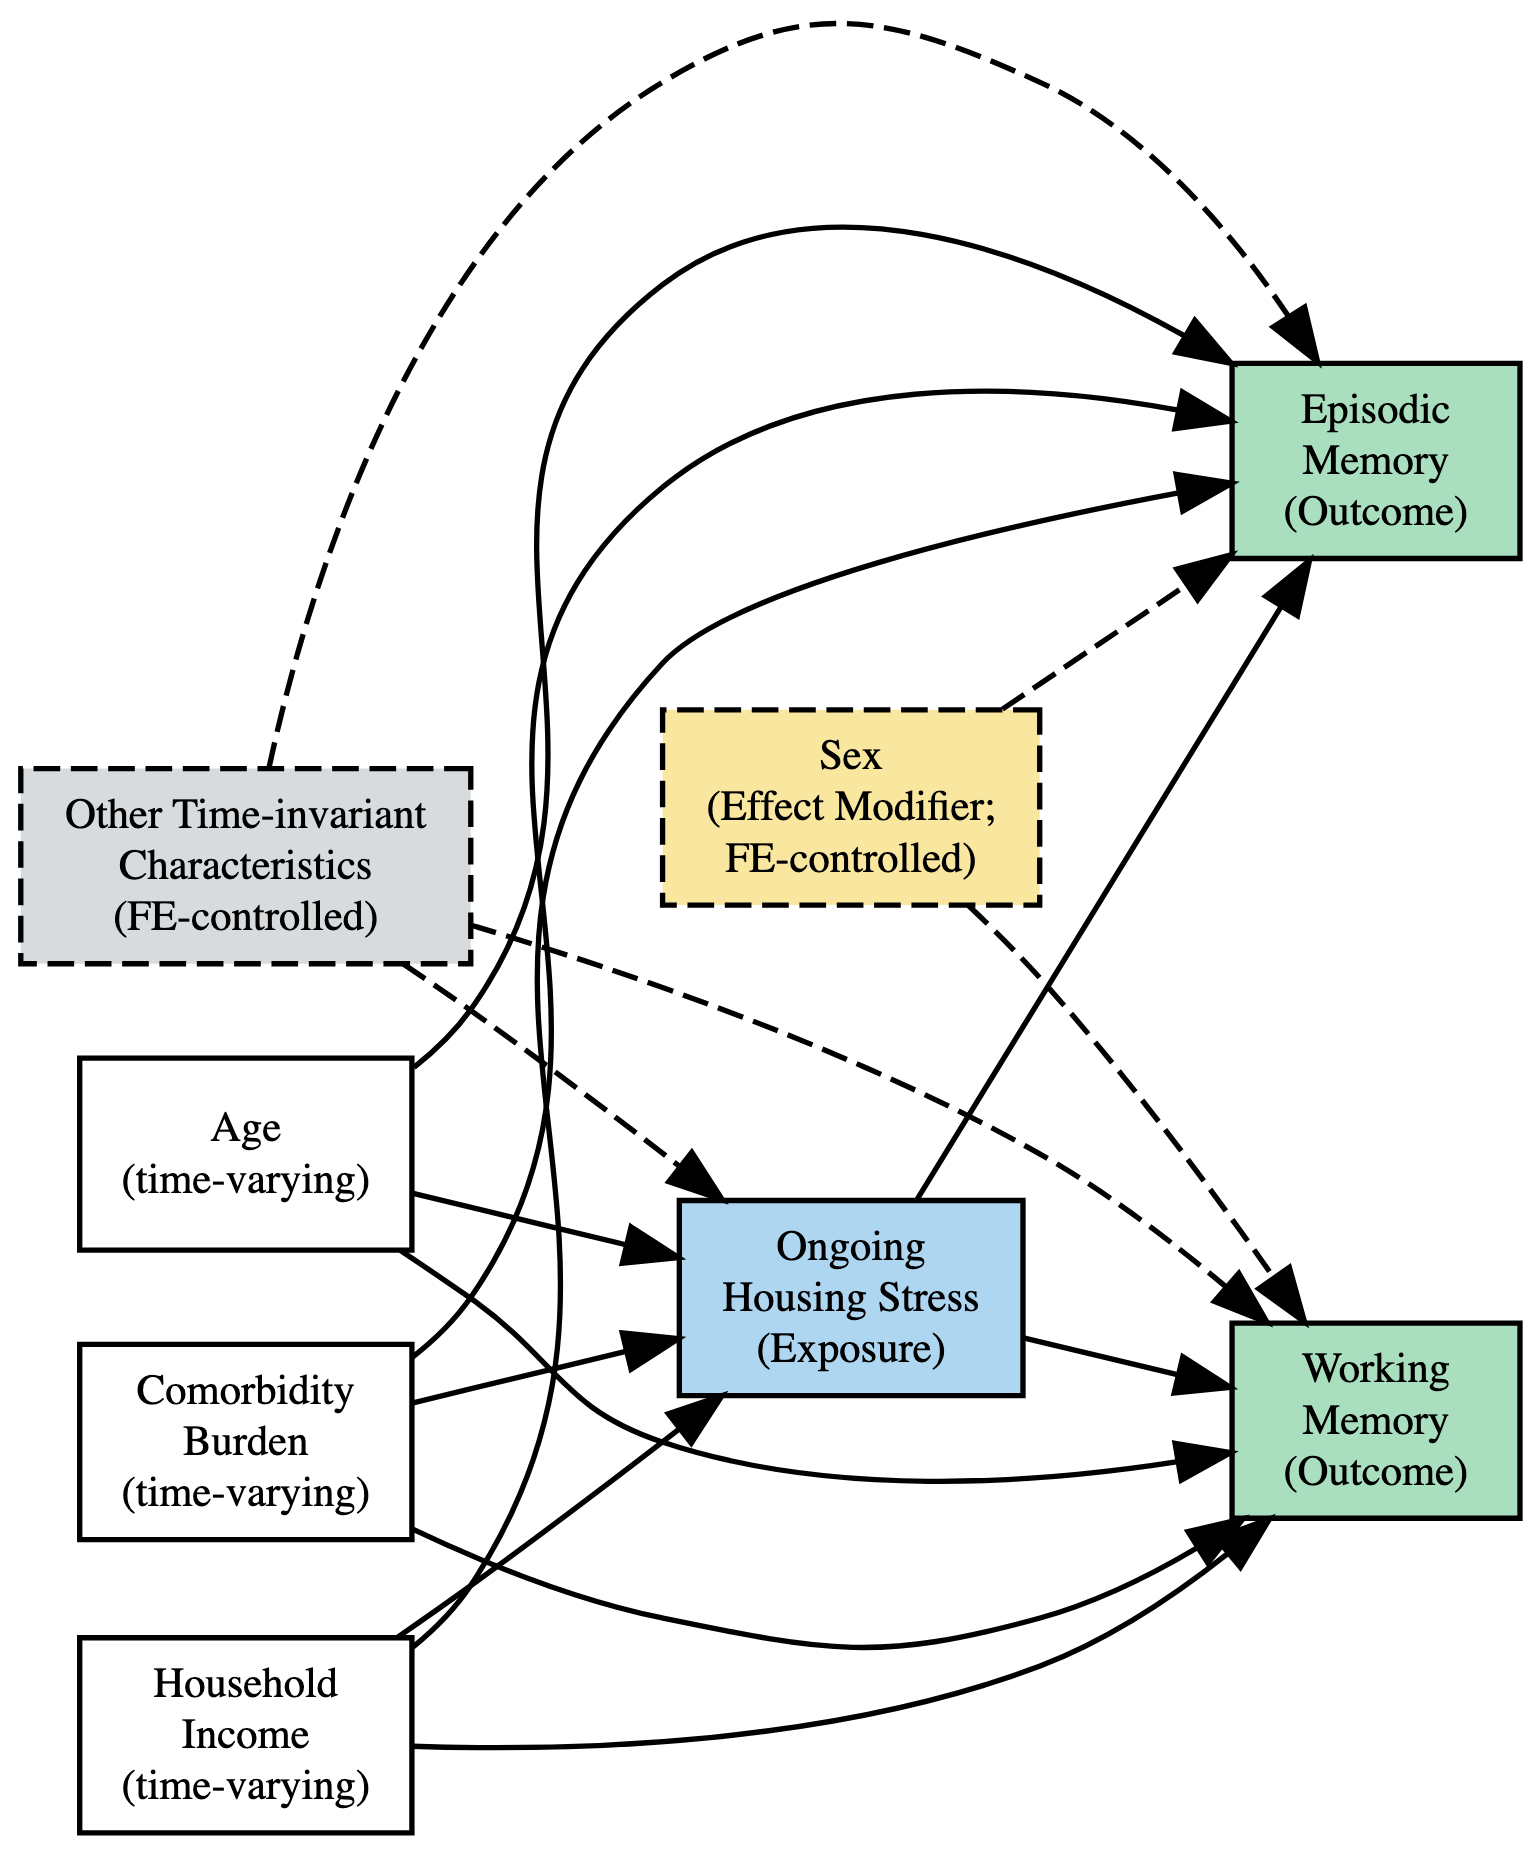 Episodic
Memory
(Outcome)
Sex
(Effect Modifier;
FE-controlled)
Other Time-invariant
Characteristics
(FE-controlled)
Age
(time-varying)
Ongoing
Housing Stress
(Exposure)
Comorbidity
Burden
(time-varying)
Working
Memory
(Outcome)
Household
Income
(time-varying)